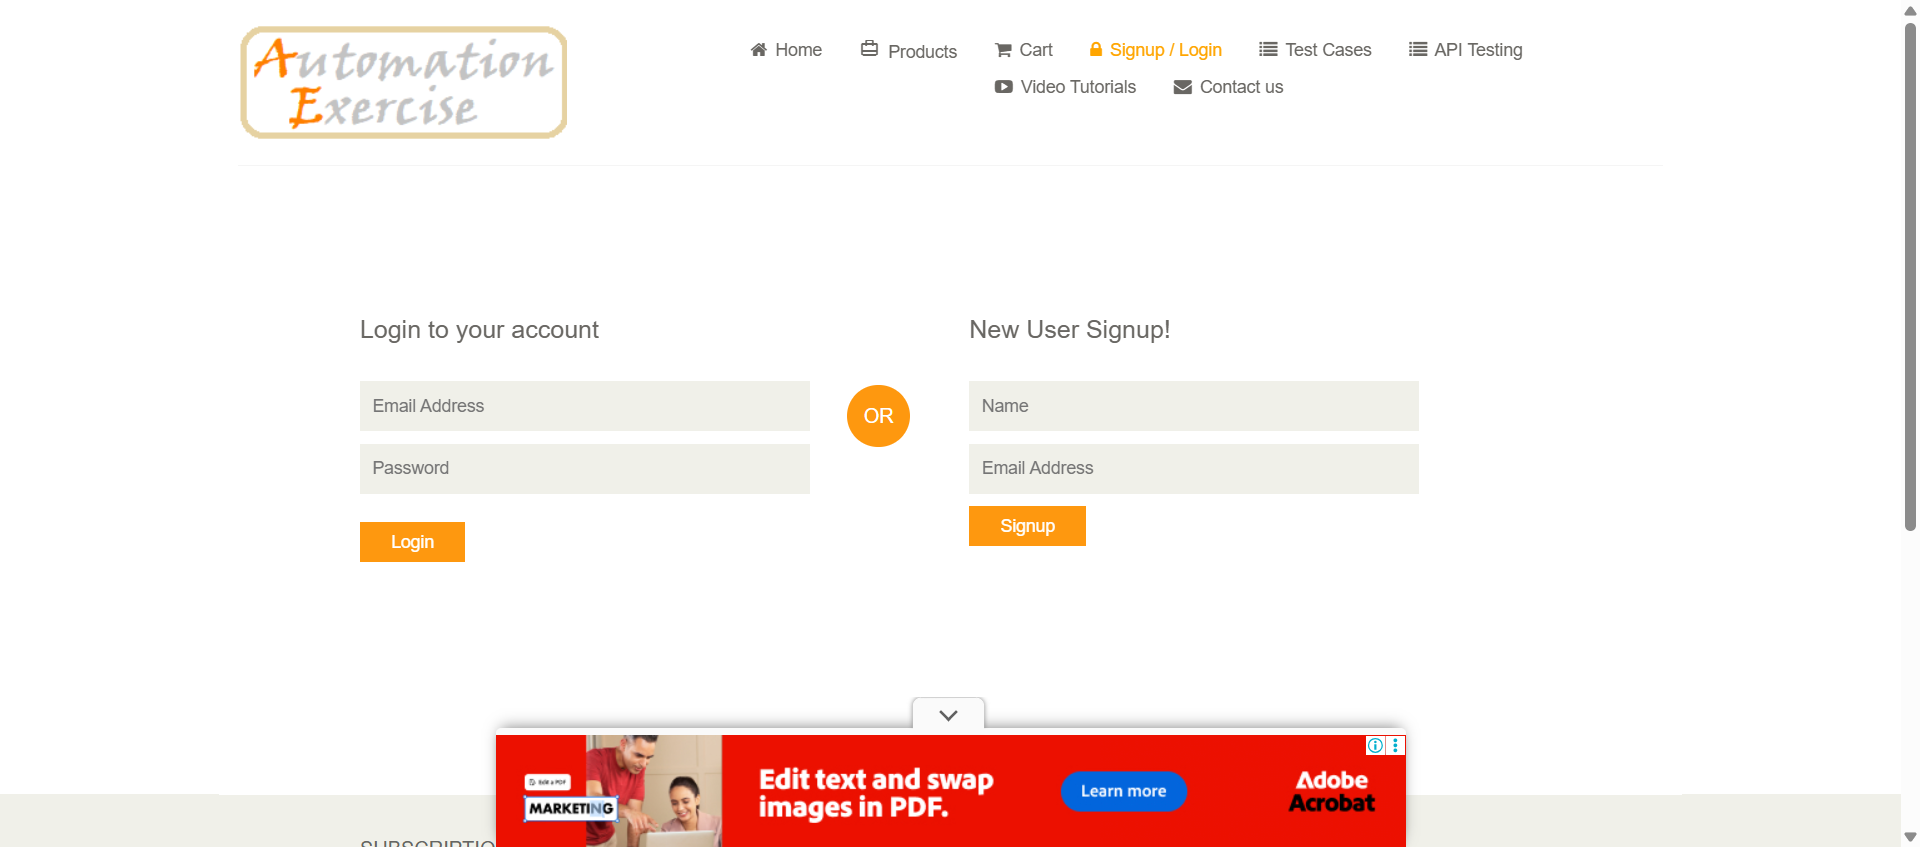 Automation
Exercise
Home
Products
Cart
Signup / Login
Test Cases
API Testing
Video Tutorials
Contact us
Login to your account
Email Address
Password
Login
OR
New User Signup!
Name
Email Address
Signup
Edit a PDF
MARKETING
Edit text and swap
images in PDF.
Learn more
Adobe
Acrobat